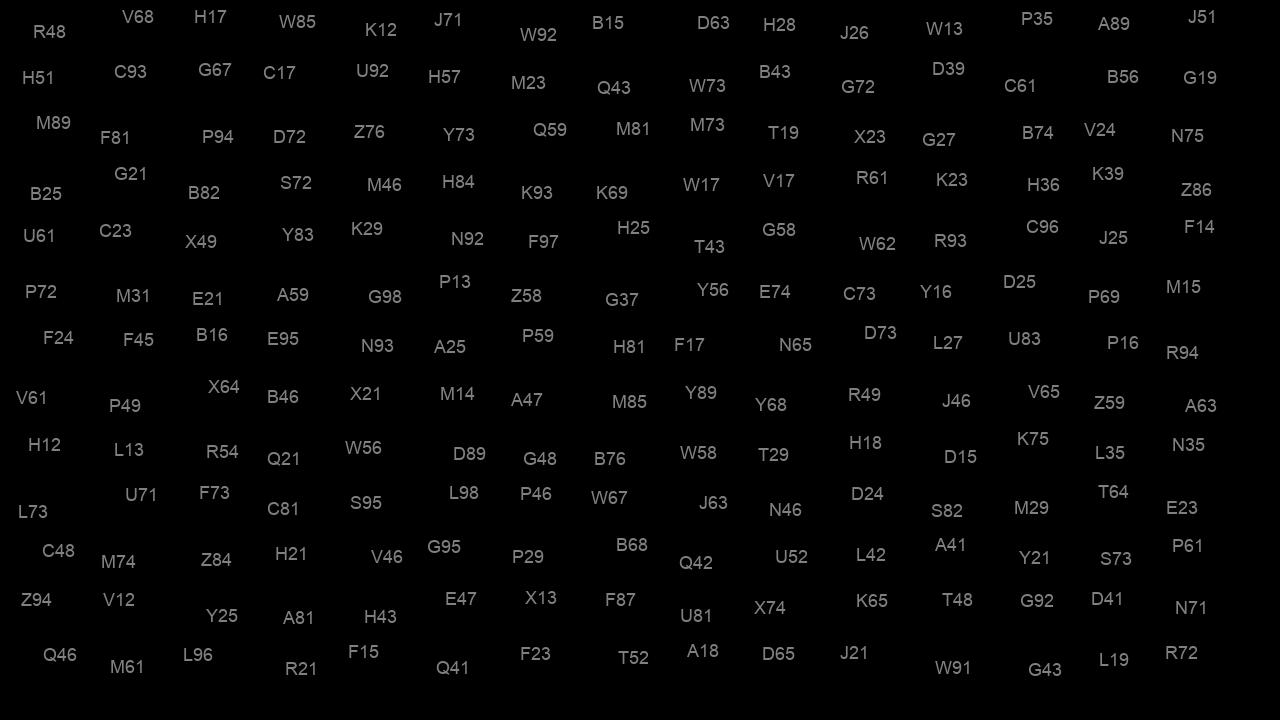 R48 V68 H17 W85 K12 J71 W92 B15 D63 H28 J26 W13 P35 A89 J51
H51 C93 G67 C17 U92 H57 M23 Q43 W73 B43 G72 D39 C61 B56 G19
M89 F81 P94 D72 Z76 Y73 Q59 M81 M73 T19 X23 G27 B74 V24 N75
B25 G21 B82 S72 M46 H84 K93 K69 W17 V17 R61 K23 H36 K39 Z86
U61 C23 X49 Y83 K29 N92 F97 H25 T43 G58 W62 R93 C96 J25 F14
P72 M31 E21 A59 G98 P13 Z58 G37 Y56 E74 C73 Y16 D25 P69 M15
F24 F45 B16 E95 N93 A25 P59 H81 F17 N65 D73 L27 U83 P16 R94
V61 P49 X64 B46 X21 M14 A47 M85 Y89 Y68 R49 J46 V65 Z59 A63
H12 L13 R54 Q21 W56 D89 G48 B76 W58 T29 H18 D15 K75 L35 N35
L73 U71 F73 C81 S95 L98 P46 W67 J63 N46 D24 S82 M29 T64 E23
C48 M74 Z84 H21 V46 G95 P29 B68 Q42 U52 L42 A41 Y21 S73 P61
Z94 V12 Y25 A81 H43 E47 X13 F87 U81 X74 K65 T48 G92 D41 N71
Q46 M61 L96 R21 F15 Q41 F23 T52 A18 D65 J21 W91 G43 L19 R72